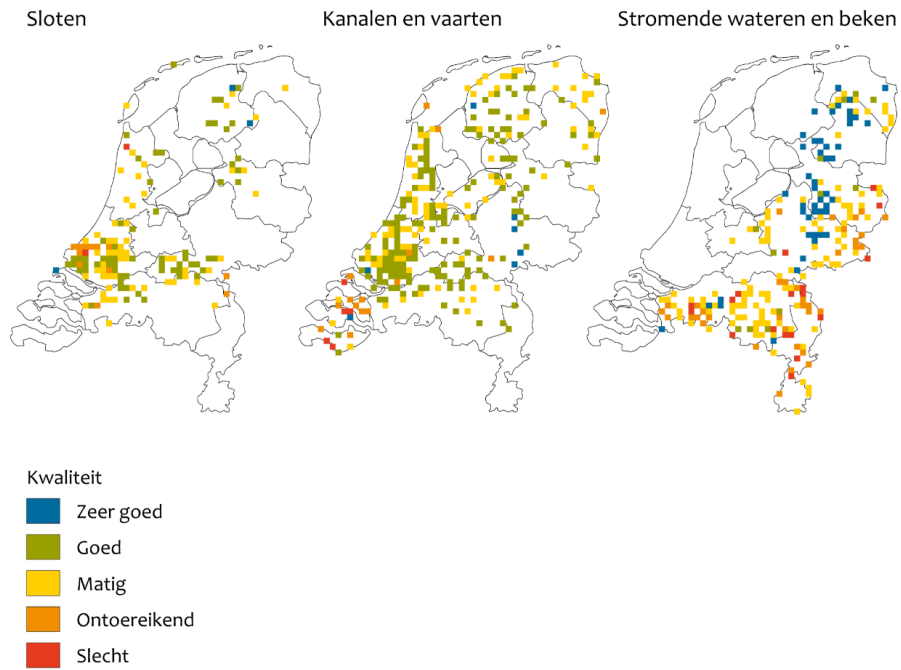 Sloten
Kanalen en vaarten
Stromende wateren en beken
Kwaliteit
Zeer goed
Goed
Matig
Ontoereikend
Slecht